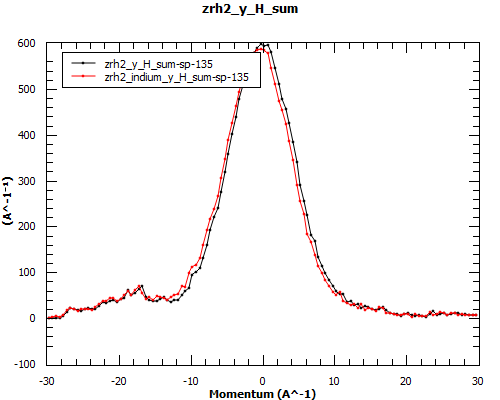 zrh2_y_H_sum
600
zrh2_y_H_sum-sp-135
zrh2_indium_y_H_sum-sp-135
500
400
300
(A^-1-¹)
200
100
0
-100
-30 -20 -10 0 10 20 30
Momentum (A^-1)